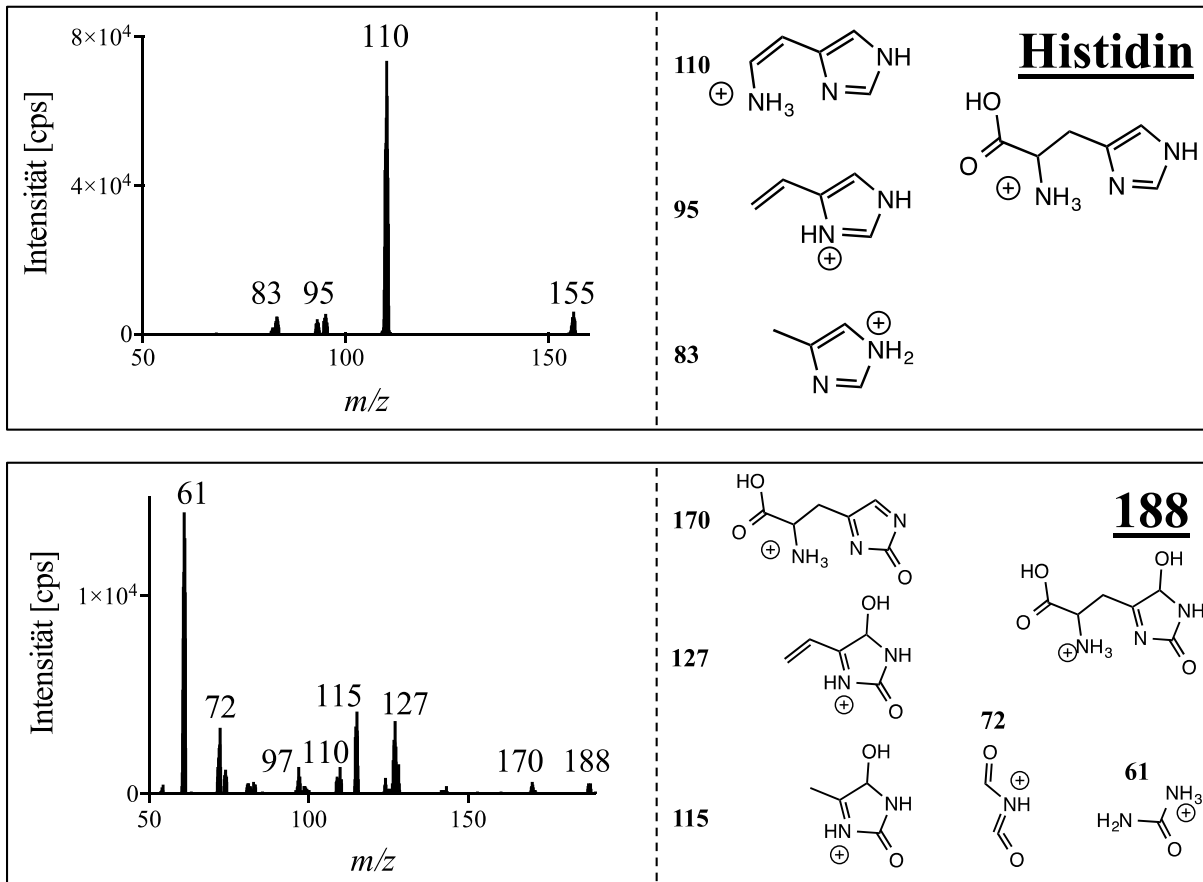 Histidin
Intensität [cps]
8×10⁴
4×10⁴
0
50
100
150
m/z
83
95
110
155
110
NH
N
NH₃
+
HO
O
NH₃
+
N
NH
95
NH
HN
+
83
+
NH₂
N
188
Intensität [cps]
1×10⁴
0
50
100
150
m/z
61
72
97
110
115
127
170
188
170
HO
O
NH₃
+
N
N
O
OH
HO
O
NH₃
+
NH
N
O
127
OH
NH
HN
+
O
72
O
NH
+
O
61
NH₃
+
H₂N
O
115
OH
NH
HN
+
O